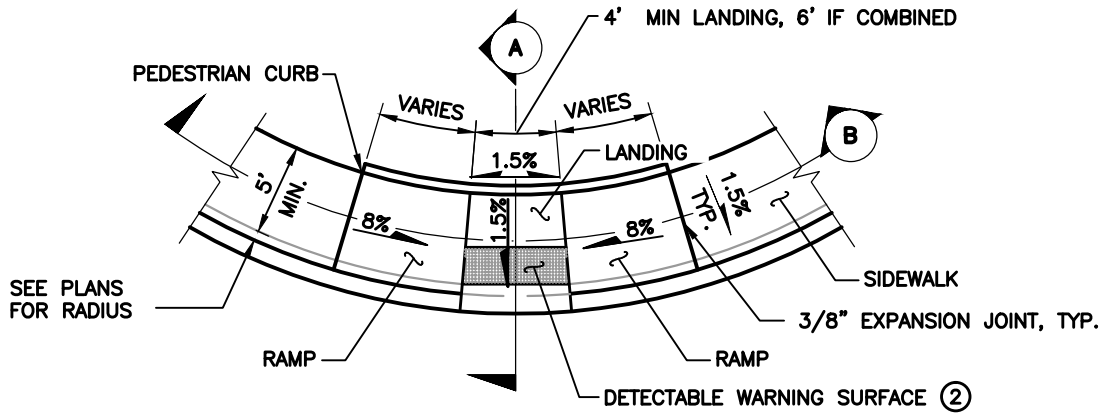 4' MIN LANDING, 6' IF COMBINED
A
PEDESTRIAN CURB
VARIES
VARIES
B
1.5%
LANDING
5'
MIN.
1.5%
TYP.
1.5%
8%
8%
SEE PLANS
FOR RADIUS
SIDEWALK
3/8" EXPANSION JOINT, TYP.
RAMP
RAMP
DETECTABLE WARNING SURFACE 2